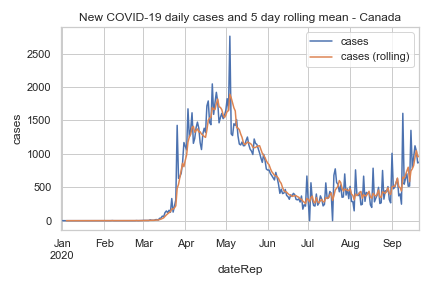 New COVID-19 daily cases and 5 day rolling mean - Canada
cases
cases (rolling)
cases
2500
2000
1500
1000
500
0
Jan Feb Mar Apr May Jun Jul Aug Sep
2020
dateRep